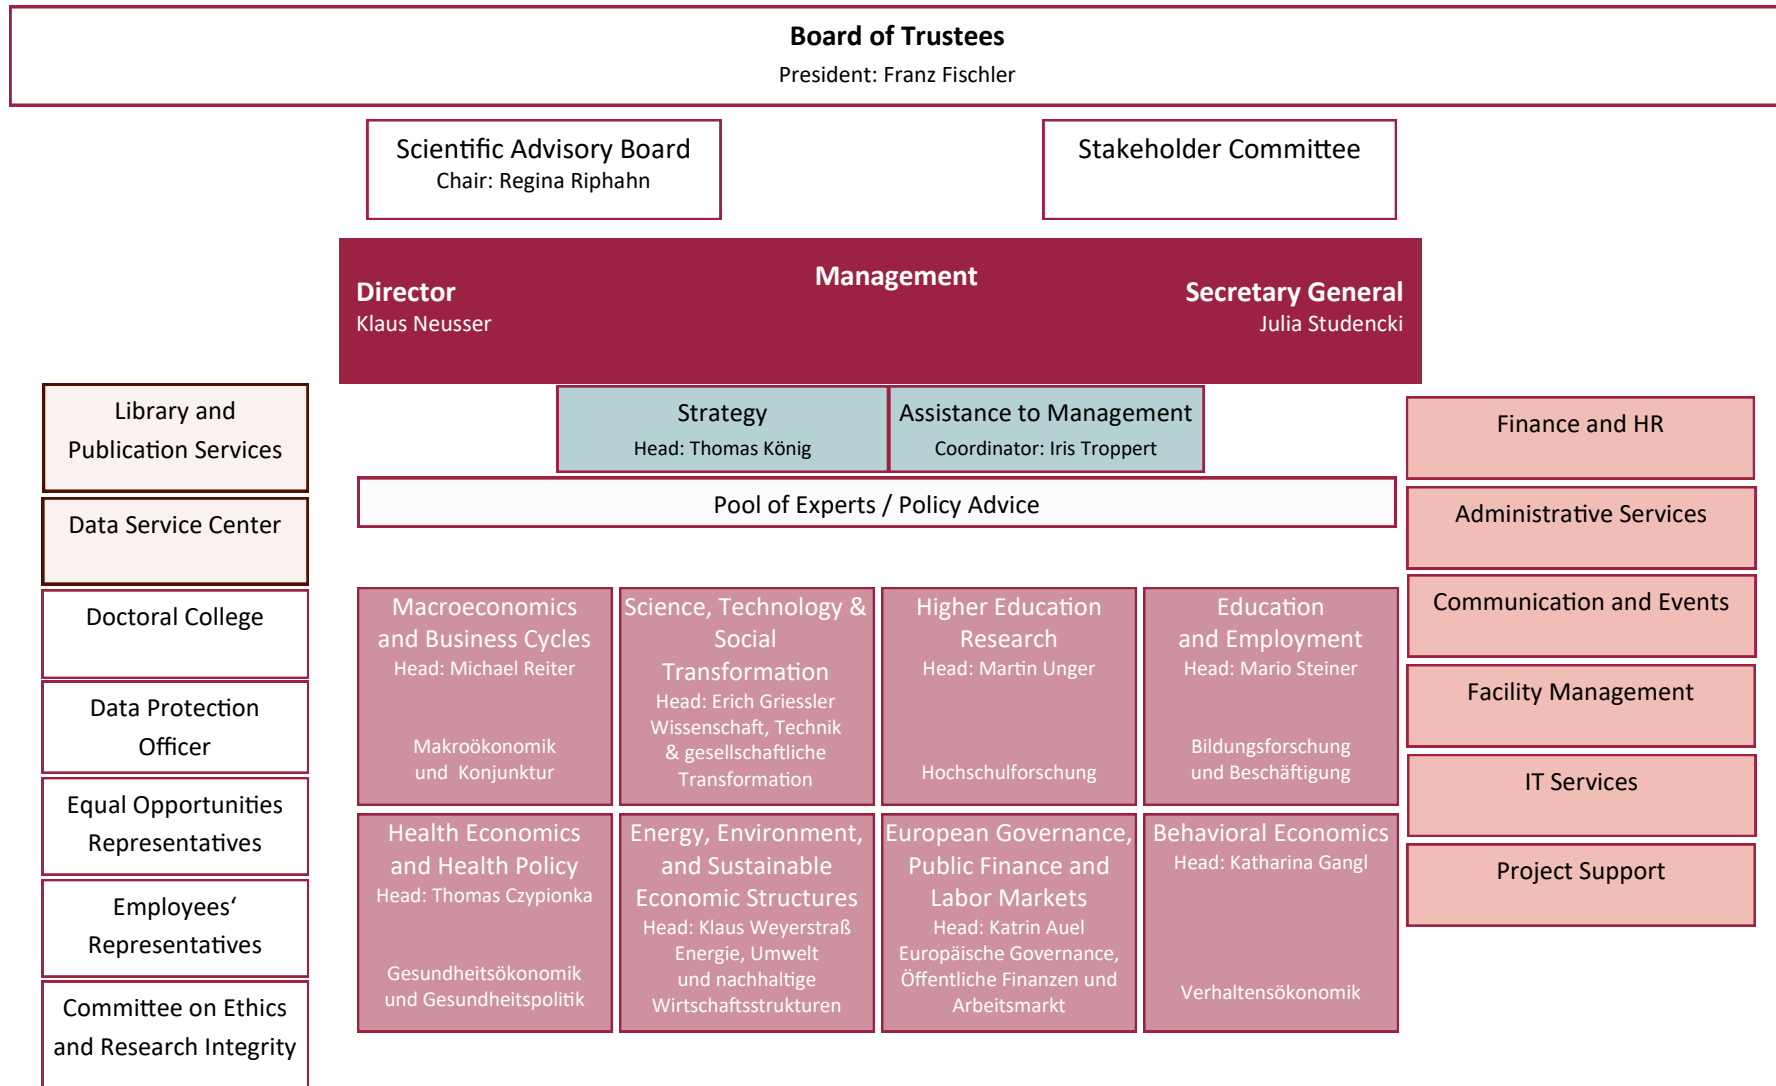 Board of Trustees
President: Franz Fischler
Scientific Advisory Board
Chair: Regina Riphahn
Stakeholder Committee
Management
Director
Klaus Neusser
Secretary General
Julia Studencki
Strategy
Head: Thomas König
Assistance to Management
Coordinator: Iris Troppert
Pool of Experts / Policy Advice
Library and
Publication Services
Data Service Center
Doctoral College
Data Protection
Officer
Equal Opportunities
Representatives
Employees‘
Representatives
Committee on Ethics
and Research Integrity
Macroeconomics
and Business Cycles
Head: Michael Reiter
Makroökonomik
und Konjunktur
Science, Technology &
Social
Transformation
Head: Erich Griessler
Wissenschaft, Technik
& gesellschaftliche
Transformation
Higher Education
Research
Head: Martin Unger
Hochschulforschung
Education
and Employment
Head: Mario Steiner
Bildungsforschung
und Beschäftigung
Health Economics
and Health Policy
Head: Thomas Czypionka
Gesundheitsökonomik
und Gesundheitspolitik
Energy, Environment,
and Sustainable
Economic Structures
Head: Klaus Weyerstraß
Energie, Umwelt
und nachhaltige
Wirtschaftsstrukturen
European Governance,
Public Finance and
Labor Markets
Head: Katrin Auel
Europäische Governance,
Öffentliche Finanzen und
Arbeitsmarkt
Behavioral Economics
Head: Katharina Gangl
Verhaltensökonomik
Finance and HR
Administrative Services
Communication and Events
Facility Management
IT Services
Project Support